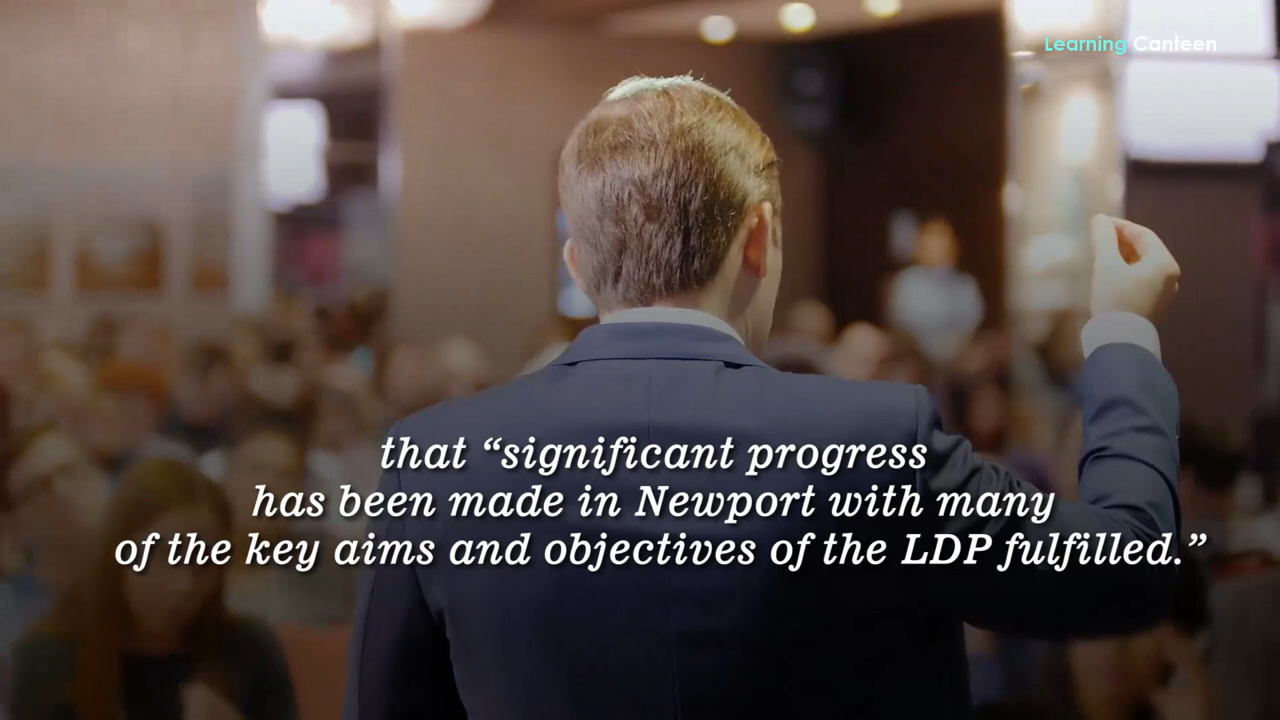 Learning Canteen
that “significant progress
has been made in Newport with many
of the key aims and objectives of the LDP fulfilled.”